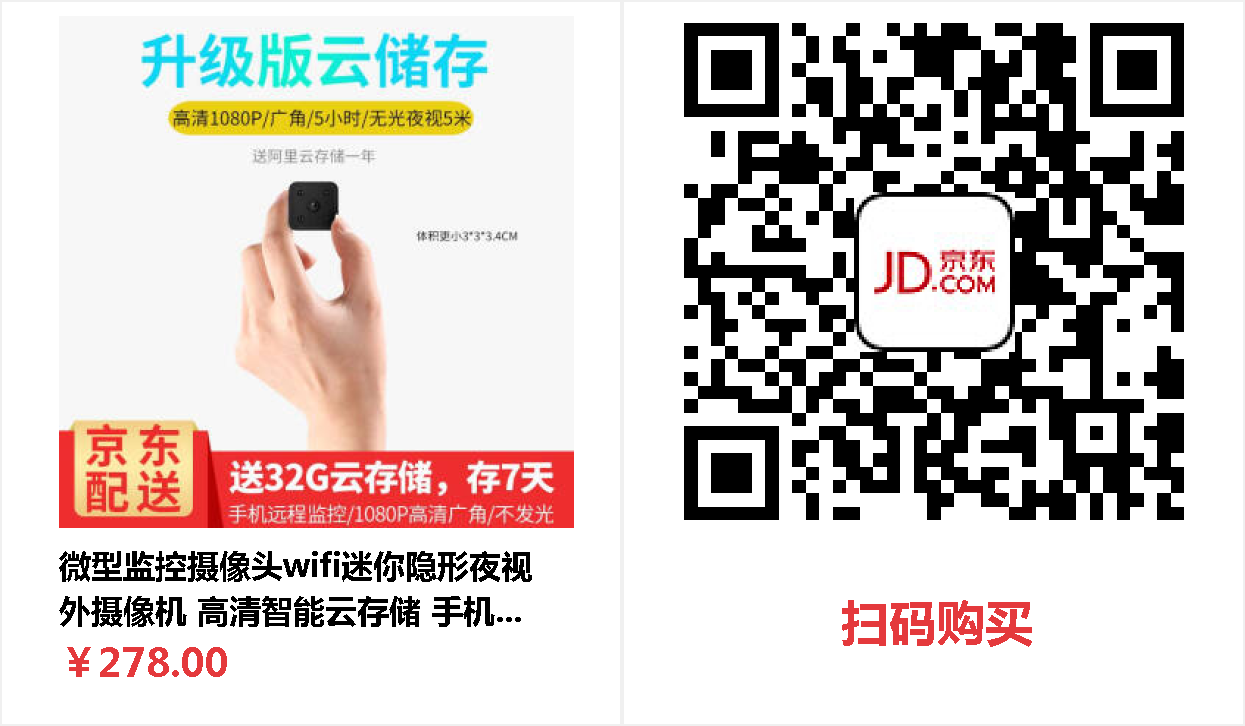 升级版云储存
高清1080P/广角/5小时/无光夜视5米
送阿里云存储一年
体积更小3*3*3.4CM
京东
配送
送32G云存储，存7天
手机远程监控/1080P高清广角/不发光
微型监控摄像头wifi迷你隐形夜视
外摄像机 高清智能云存储 手机...
￥278.00
JD.COM
京东
扫码购买